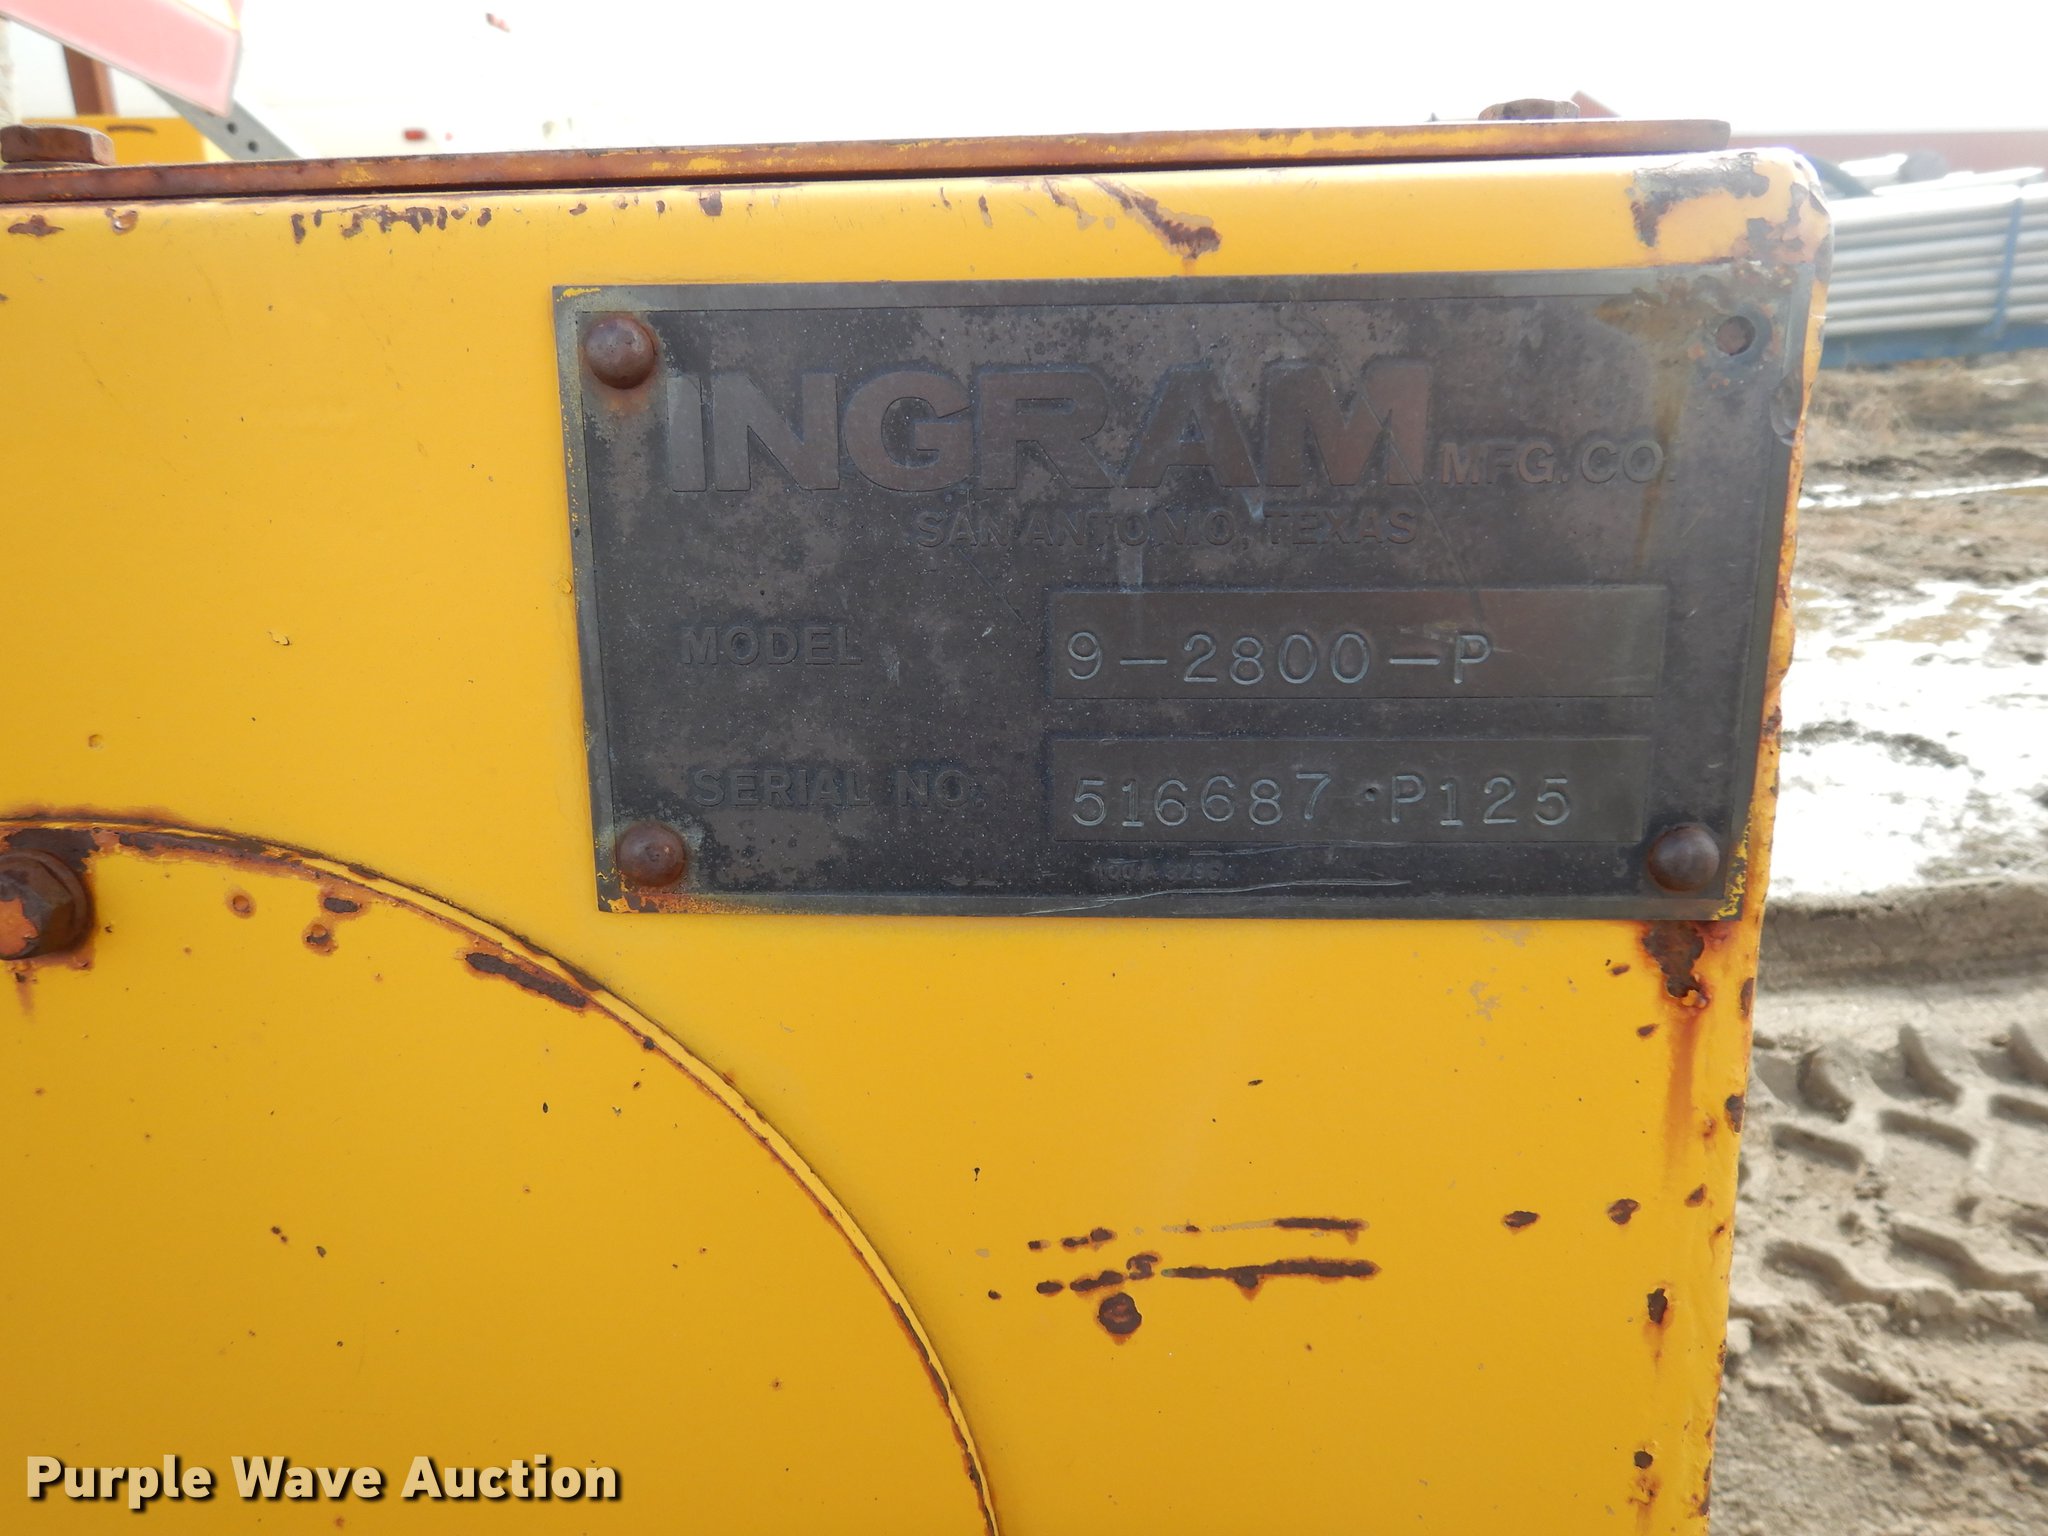 INGRAM MFG. CO.
SAN ANTONIO, TEXAS
MODEL 9-2800-P
SERIAL NO. 516687·P125
Purple Wave Auction